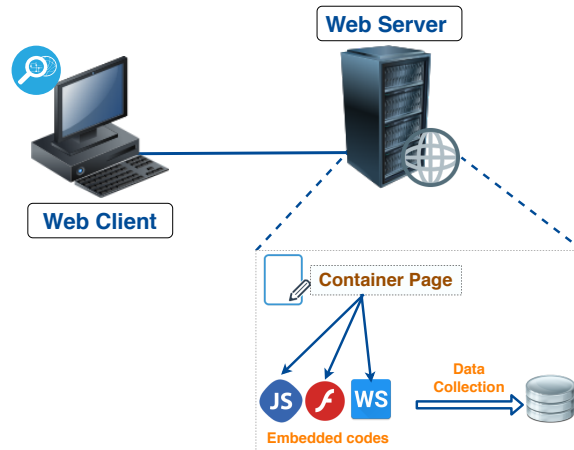 Web Server
Web Client
Container Page
JS
WS
Data
Collection
Embedded codes